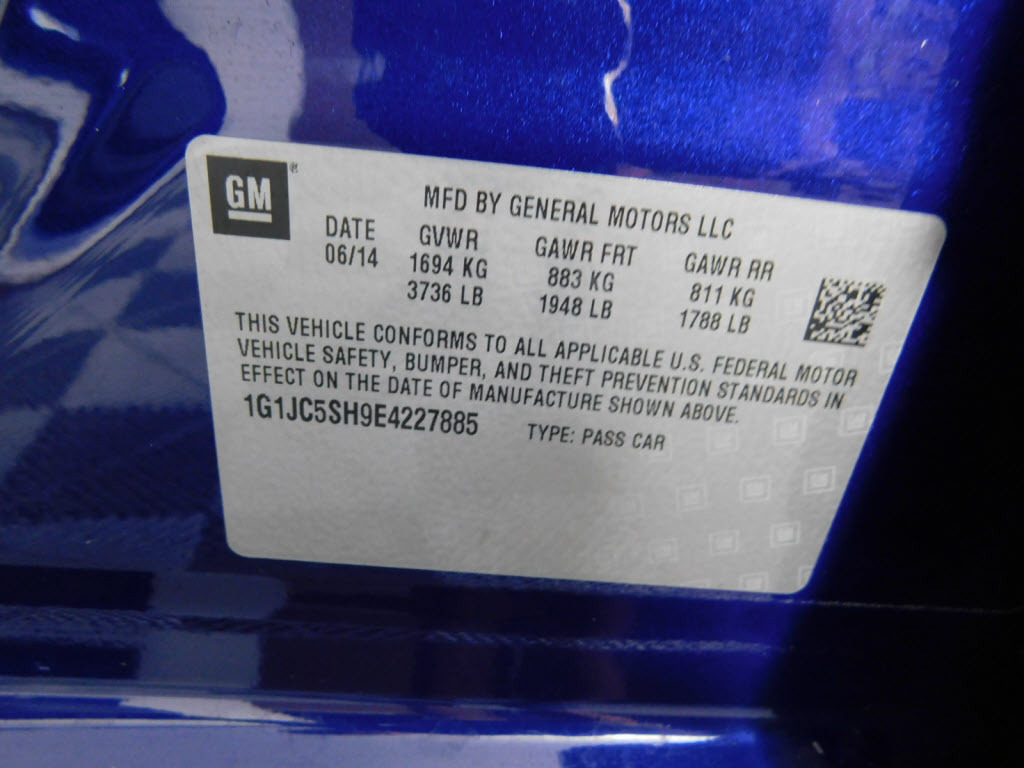 GM®
MFD BY GENERAL MOTORS LLC
DATE GVWR GAWR FRT GAWR RR
06/14 1694 KG 883 KG 811 KG
3736 LB 1948 LB 1788 LB
THIS VEHICLE CONFORMS TO ALL APPLICABLE U.S. FEDERAL MOTOR
VEHICLE SAFETY, BUMPER, AND THEFT PREVENTION STANDARDS IN
EFFECT ON THE DATE OF MANUFACTURE SHOWN ABOVE.
1G1JC5SH9E4227885 TYPE: PASS CAR